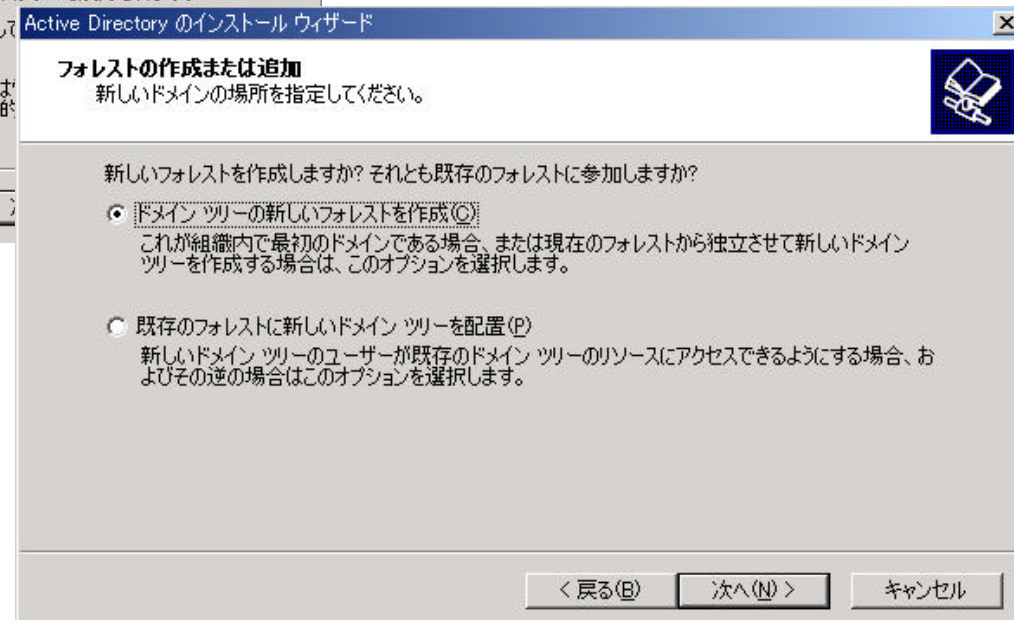 Active Directory のインストール ウィザード
フォレストの作成または追加
新しいドメインの場所を指定してください。
新しいフォレストを作成しますか? それとも既存のフォレストに参加しますか?
ドメイン ツリーの新しいフォレストを作成(C)
これが組織内で最初のドメインである場合、または現在のフォレストから独立させて新しいドメイン
ツリーを作成する場合は、このオプションを選択します。
既存のフォレストに新しいドメイン ツリーを配置(P)
新しいドメイン ツリーのユーザーが既存のドメイン ツリーのリソースにアクセスできるようにする場合、お
よびその逆の場合はこのオプションを選択します。
< 戻る(B)
次へ(N) >
キャンセル